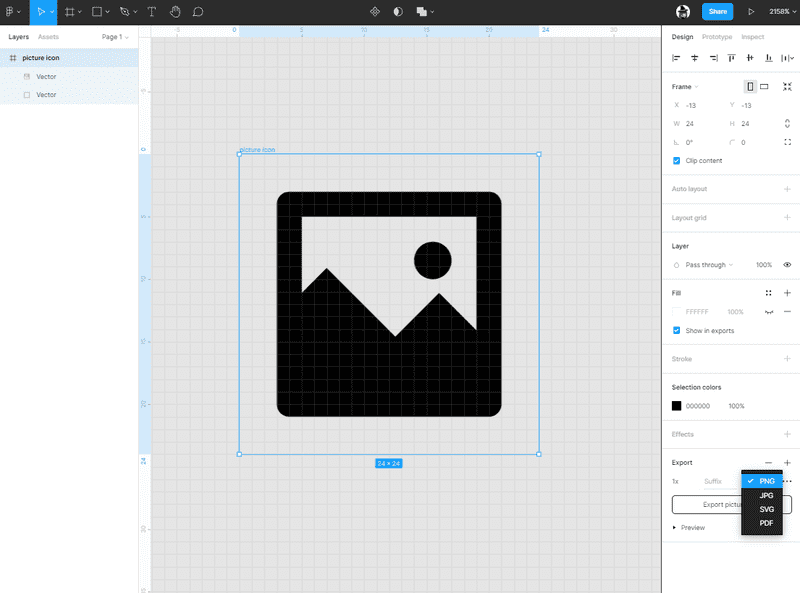 Share
2158%
Layers
Assets
Page 1
picture icon
Vector
Vector
-5
0
5
10
15
20
24
30
picture icon
24 × 24
Design
Prototype
Inspect
Frame
X -13
Y -13
W 24
H 24
0°
0
Clip content
Auto layout
Layout grid
Layer
Pass through
100%
Fill
FFFFFF
100%
Show in exports
Stroke
Selection colors
000000
100%
Effects
Export
1x
Suffix
PNG
JPG
SVG
PDF
Export pictu
Preview